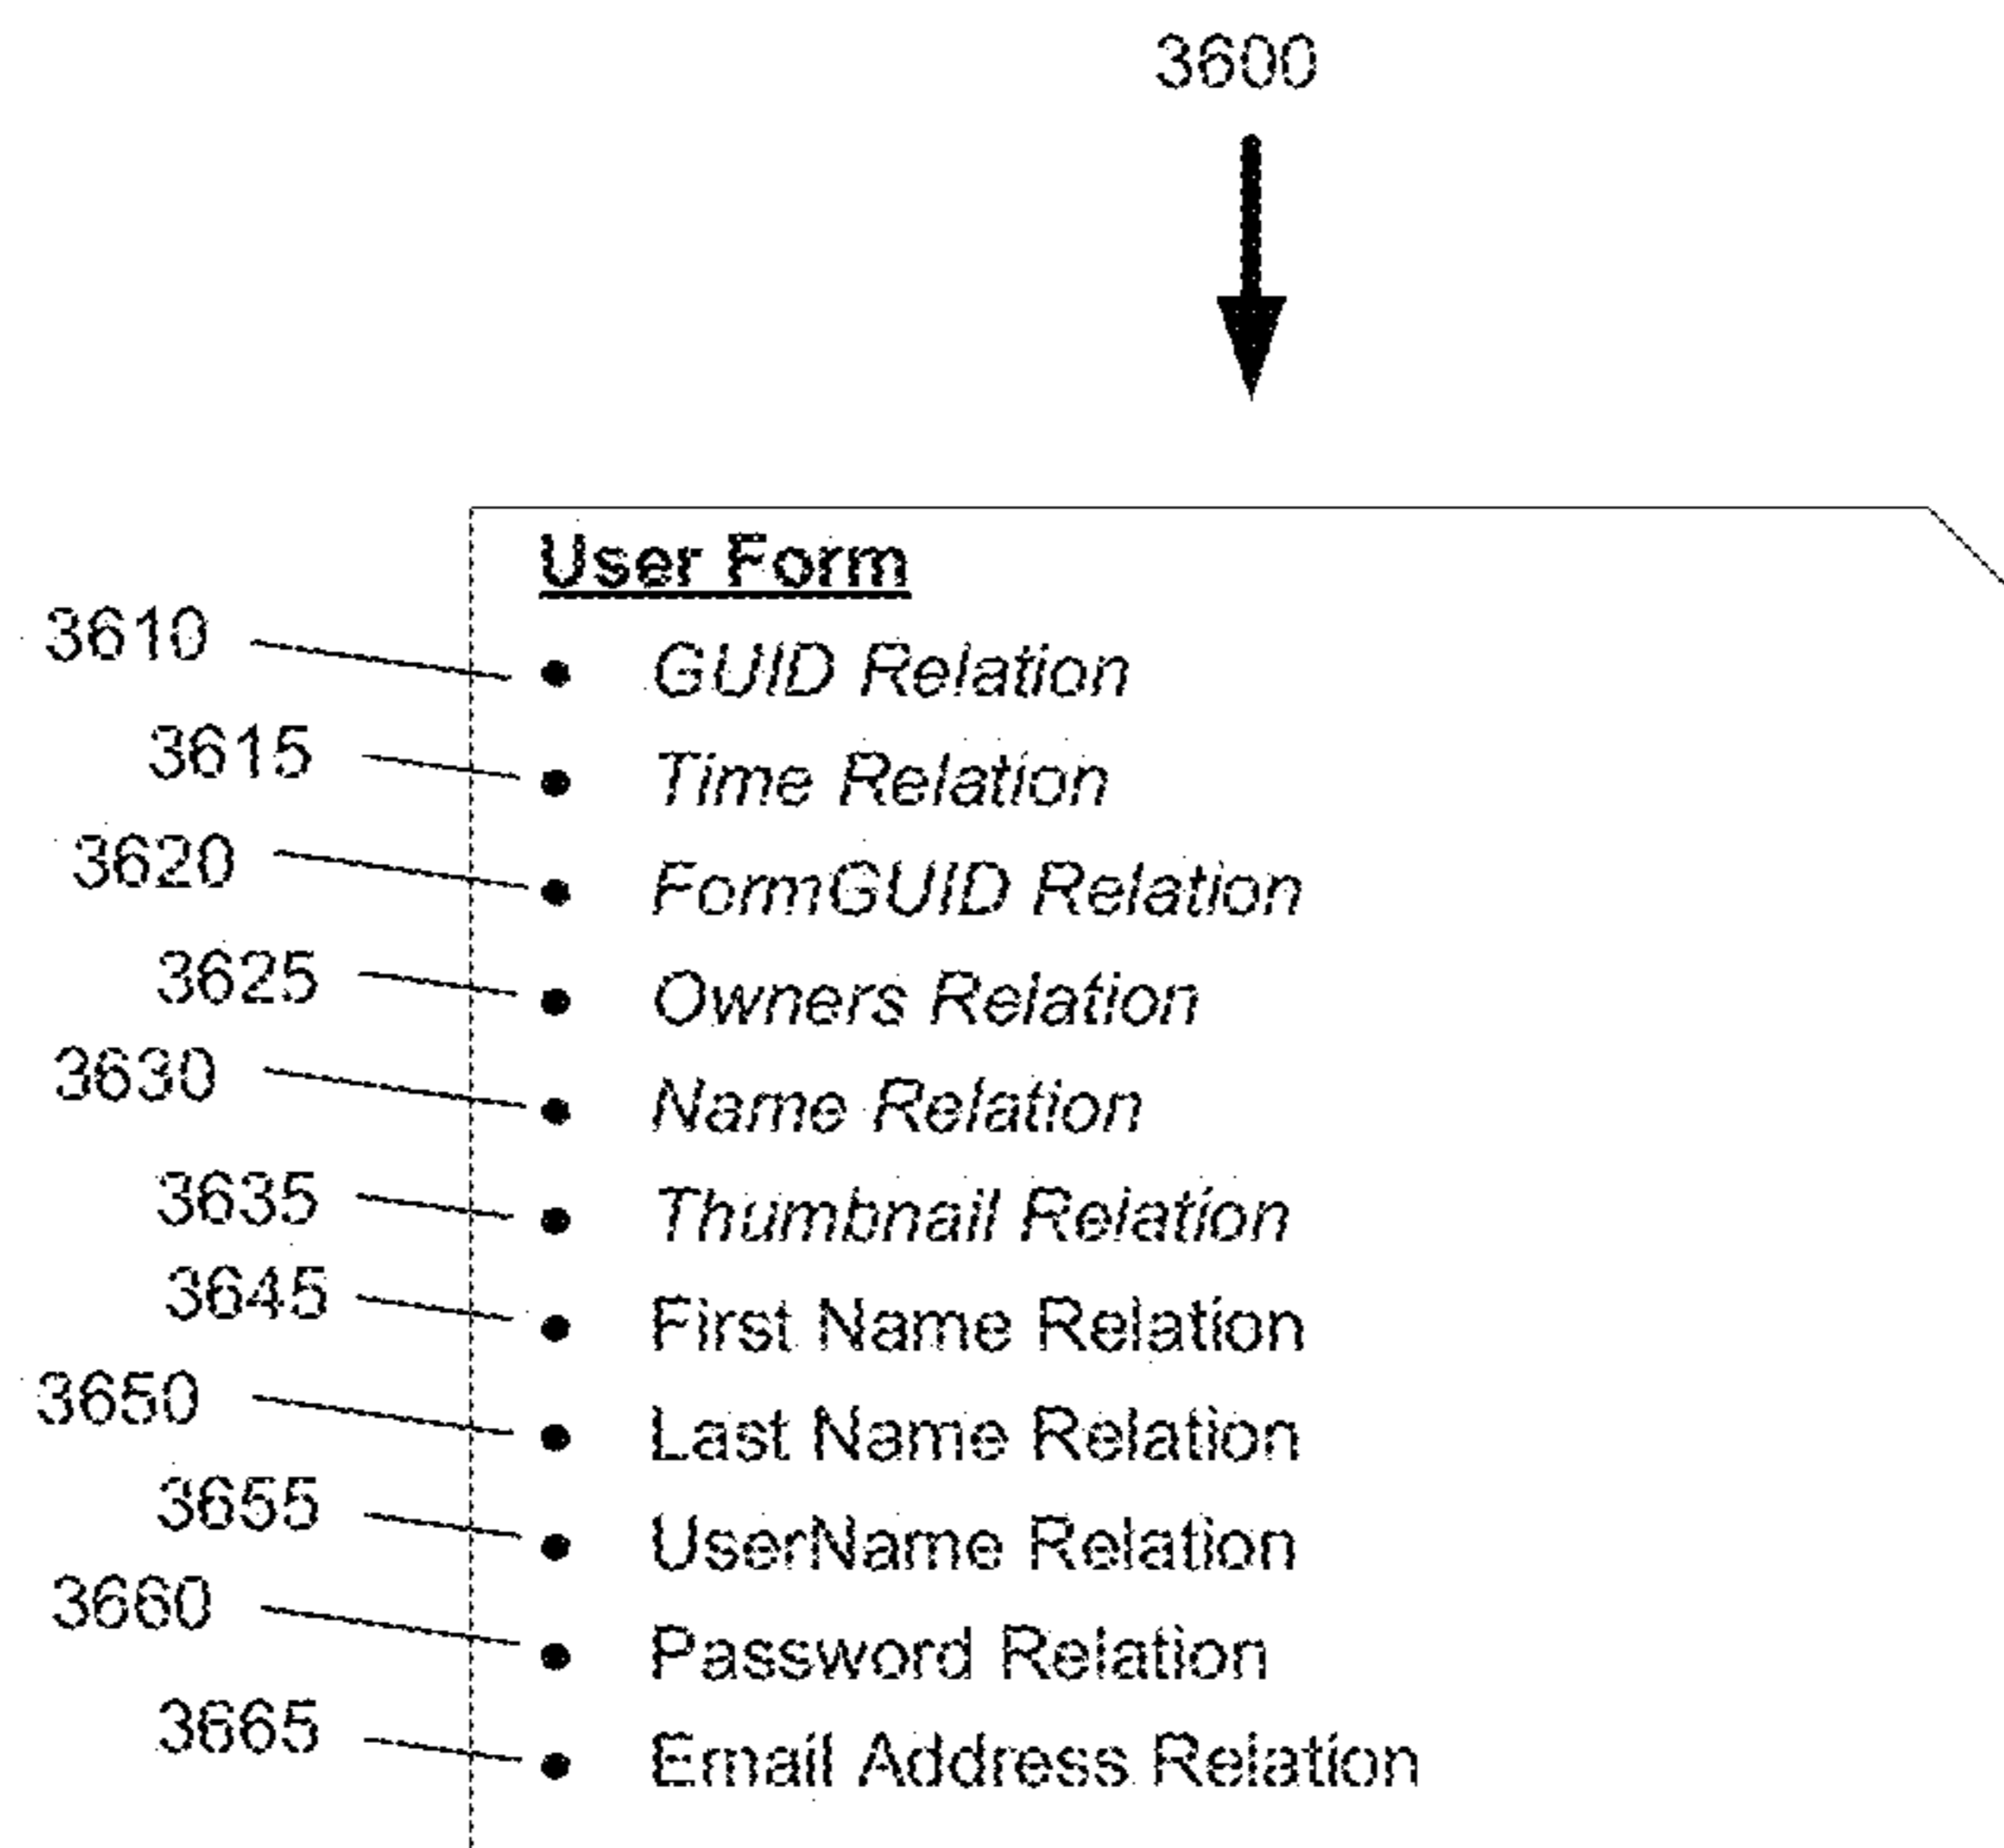 3600
User Form
3610 • GUID Relation
3615 • Time Relation
3620 • FormGUID Relation
3625 • Owners Relation
3630 • Name Relation
3635 • Thumbnail Relation
3645 • First Name Relation
3650 • Last Name Relation
3655 • UserName Relation
3660 • Password Relation
3665 • Email Address Relation